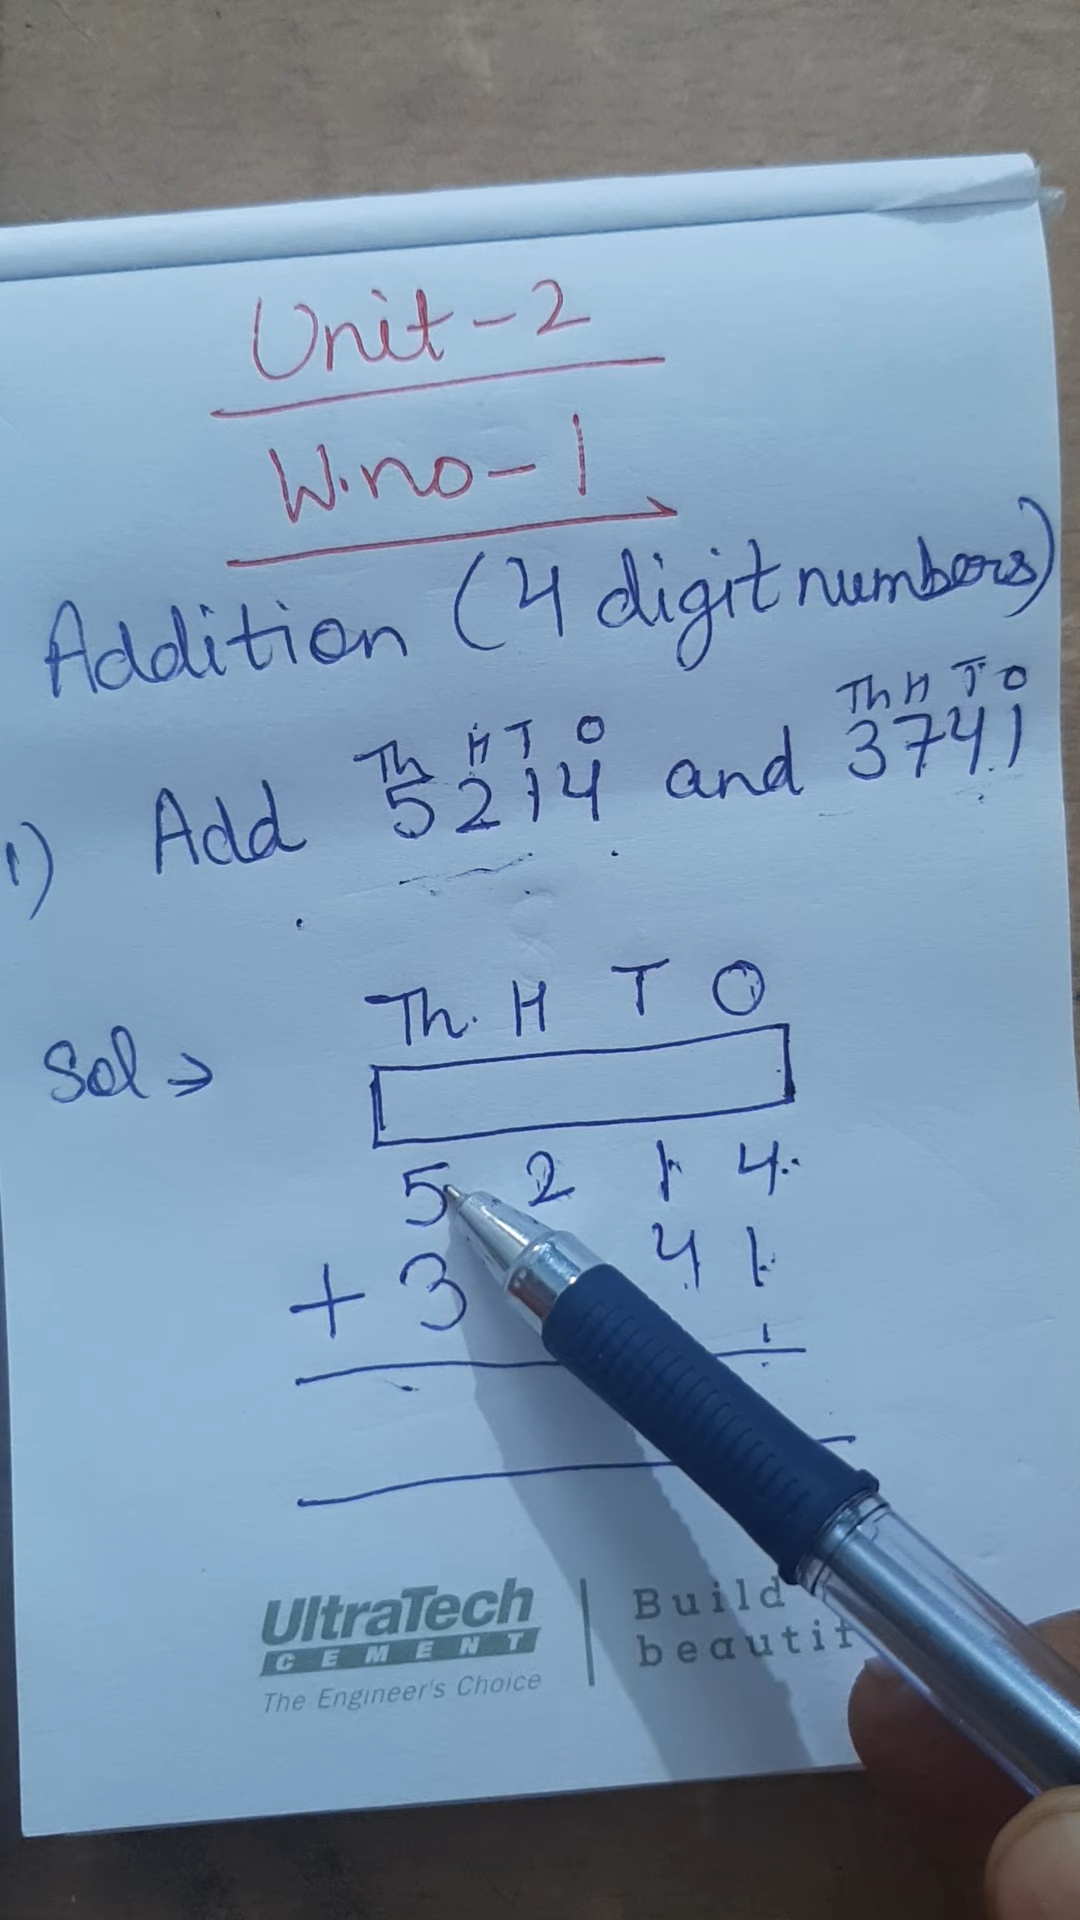 Unit-2
W.no-1
Addition (4 digit numbers)
Th H T O Th H T O
1) Add 5214 and 3741
Th. H T O
Sol →
5 2 1 4
+ 3 4 1
UltraTech
CEMENT
The Engineer's Choice
Build
beautif